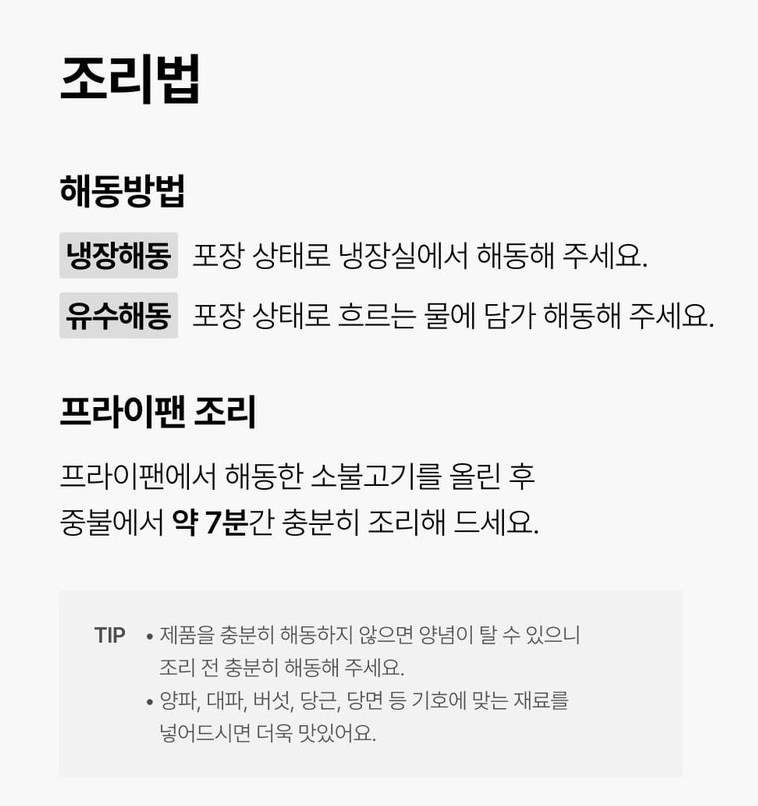 조리법
해동방법
냉장해동 포장 상태로 냉장실에서 해동해 주세요.
유수해동 포장 상태로 흐르는 물에 담가 해동해 주세요.
프라이팬 조리
프라이팬에서 해동한 소불고기를 올린 후
중불에서 약 7분간 충분히 조리해 드세요.
TIP • 제품을 충분히 해동하지 않으면 양념이 탈 수 있으니
조리 전 충분히 해동해 주세요.
• 양파, 대파, 버섯, 당근, 당면 등 기호에 맞는 재료를
넣어드시면 더욱 맛있어요.